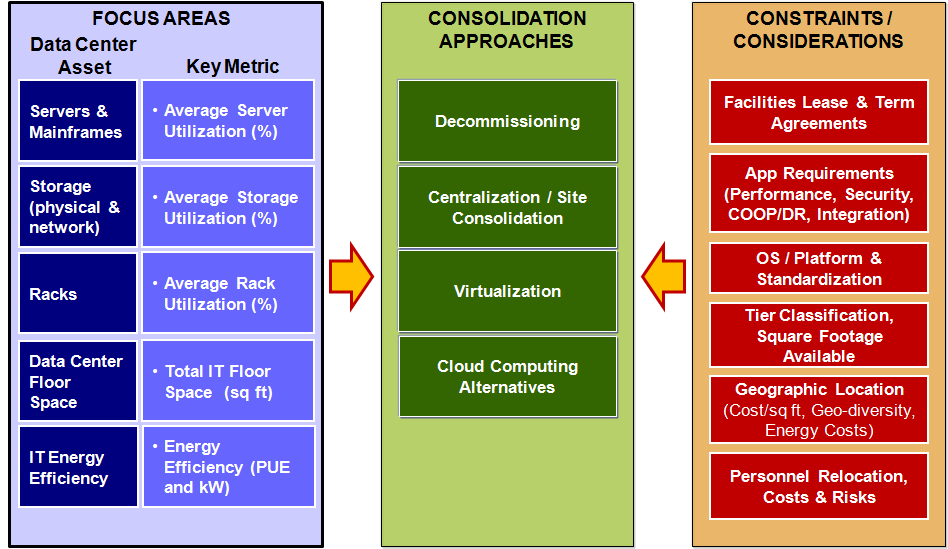 FOCUS AREAS
Data Center
Asset
Key Metric
Servers &
Mainframes
• Average Server
Utilization (%)
Storage
(physical &
network)
• Average Storage
Utilization (%)
Racks
• Average Rack
Utilization (%)
Data Center
Floor
Space
• Total IT Floor
Space (sq ft)
IT Energy
Efficiency
• Energy
Efficiency (PUE
and kW)
CONSOLIDATION
APPROACHES
Decommissioning
Centralization / Site
Consolidation
Virtualization
Cloud Computing
Alternatives
CONSTRAINTS /
CONSIDERATIONS
Facilities Lease & Term
Agreements
App Requirements
(Performance, Security,
COOP/DR, Integration)
OS / Platform &
Standardization
Tier Classification,
Square Footage
Available
Geographic Location
(Cost/sq ft, Geo-diversity,
Energy Costs)
Personnel Relocation,
Costs & Risks